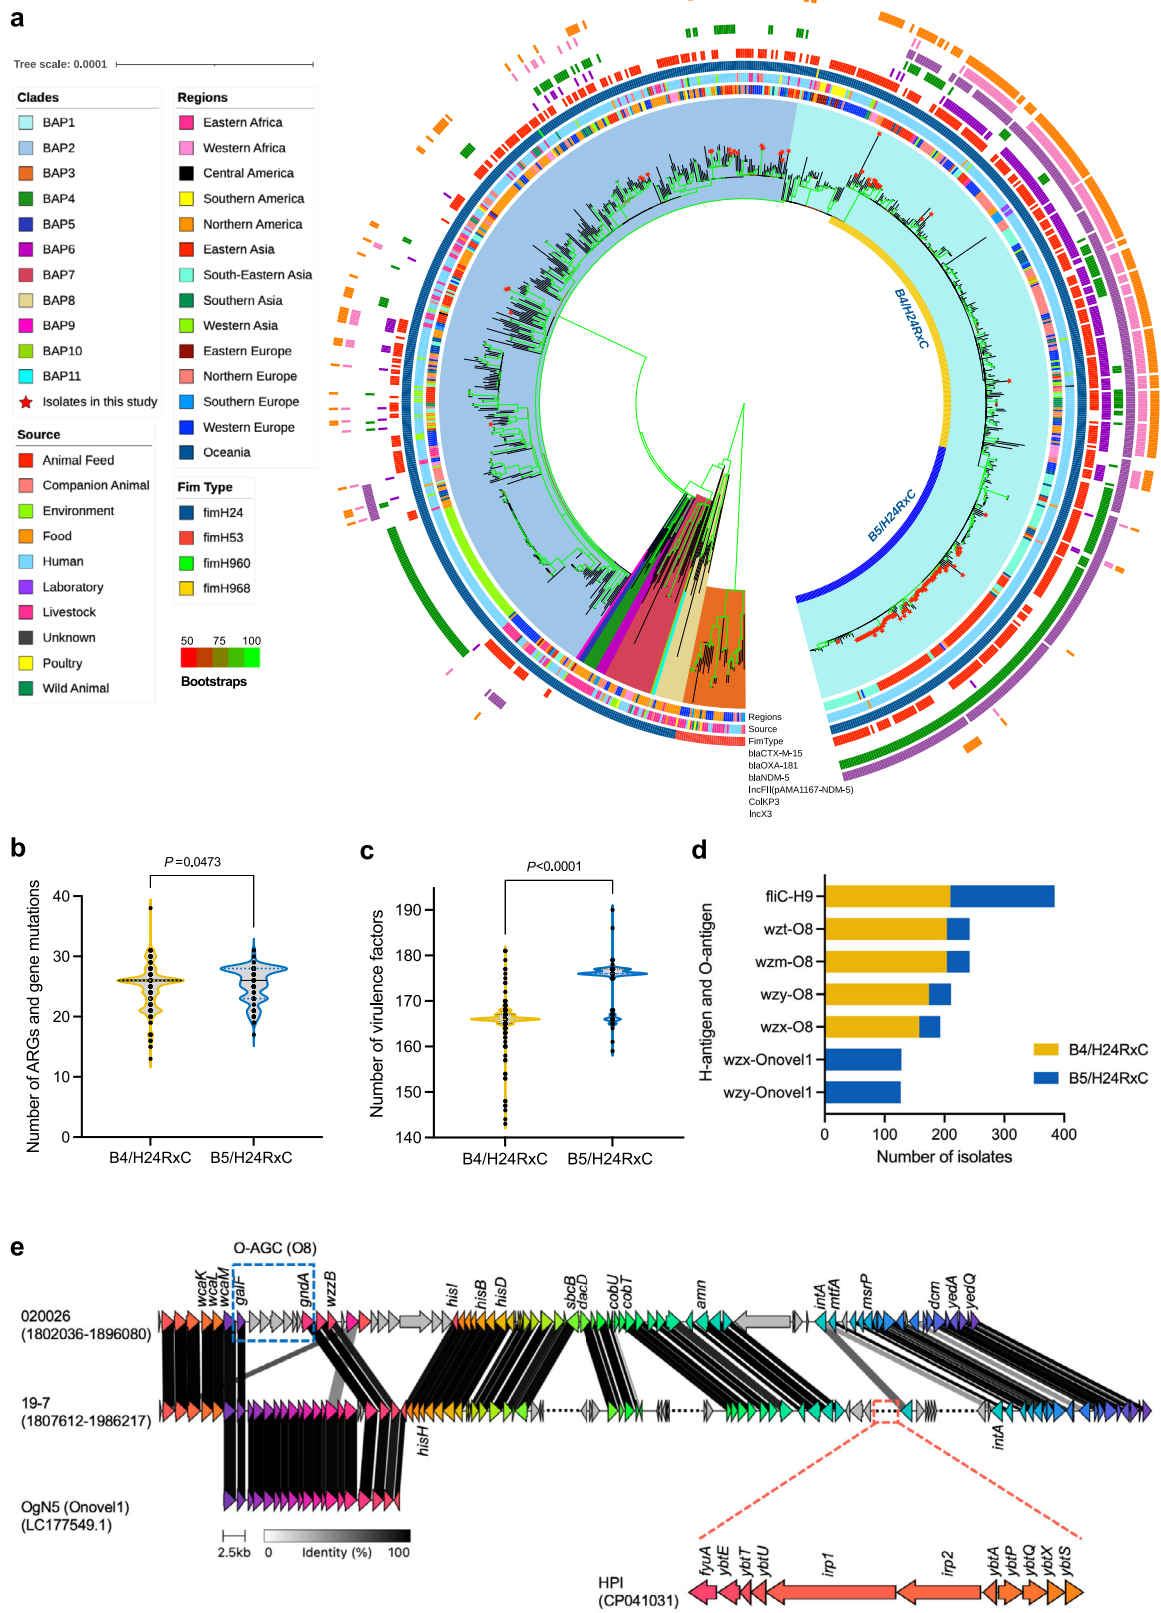 a
Tree scale: 0.0001
Clades
BAP1
BAP2
BAP3
BAP4
BAP5
BAP6
BAP7
BAP8
BAP9
BAP10
BAP11
Isolates in this study
Source
Animal Feed
Companion Animal
Environment
Food
Human
Laboratory
Livestock
Unknown
Poultry
Wild Animal
Regions
Eastern Africa
Western Africa
Central America
Southern America
Northern America
Eastern Asia
South-Eastern Asia
Southern Asia
Western Asia
Eastern Europe
Northern Europe
Southern Europe
Western Europe
Oceania
Fim Type
fimH24
fimH53
fimH960
fimH968
50 75 100
Bootstraps
B4/H24RxC
B5/H24RxC
Regions
Source
FimType
blaCTX-M-15
blaOXA-181
blaNDM-5
IncFII(pAMA1167-NDM-5)
ColKP3
IncX3
b
P=0.0473
Number of ARGs and gene mutations
40
30
20
10
0
B4/H24RxC B5/H24RxC
c
P<0.0001
Number of virulence factors
190
180
170
160
150
140
B4/H24RxC B5/H24RxC
d
H-antigen and O-antigen
fliC-H9
wzt-O8
wzm-O8
wzy-O8
wzx-O8
wzx-Onovel1
wzy-Onovel1
B4/H24RxC
B5/H24RxC
0 100 200 300 400
Number of isolates
e
O-AGC (O8)
wcaK wcaL wcaM galF gndA wzzB hisI hisB hisD sbcB dacD cobU cobT amn intA mtfA msrP dcm yedA yedQ
020026
(1802036-1896080)
19-7
(1807612-1986217)
hisH intA
OgN5 (Onovel1)
(LC177549.1)
2.5kb
0 Identity (%) 100
fyuA ybtE ybtT ybtU irp1 irp2 ybtA ybtP ybtQ ybtX ybtS
HPI
(CP041031)